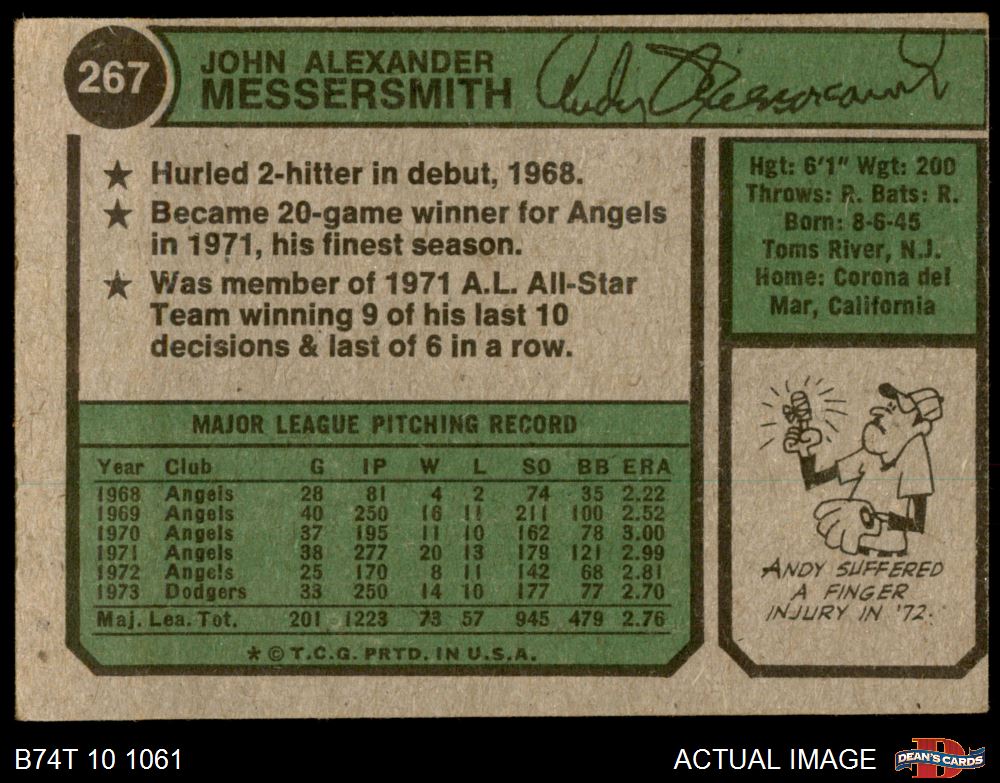 267
JOHN ALEXANDER
MESSERSMITH
Andy Messersmith
★ Hurled 2-hitter in debut, 1968.
★ Became 20-game winner for Angels
in 1971, his finest season.
★ Was member of 1971 A.L. All-Star
Team winning 9 of his last 10
decisions & last of 6 in a row.
Hgt: 6'1" Wgt: 200
Throws: R. Bats: R.
Born: 8-6-45
Toms River, N.J.
Home: Corona del
Mar, California
MAJOR LEAGUE PITCHING RECORD
Year Club G IP W L SO BB ERA
1968 Angels 28 81 4 2 74 35 2.22
1969 Angels 40 250 16 11 211 100 2.52
1970 Angels 37 195 11 10 162 78 3.00
1971 Angels 38 277 20 13 179 121 2.99
1972 Angels 25 170 8 11 142 68 2.81
1973 Dodgers 33 250 14 10 177 77 2.70
Maj. Lea. Tot. 201 1223 73 57 945 479 2.76
* © T.C.G. PRTD. IN U.S.A.
ANDY SUFFERED
A FINGER
INJURY IN '72.
B74T 10 1061
ACTUAL IMAGE
DEAN'S CARDS